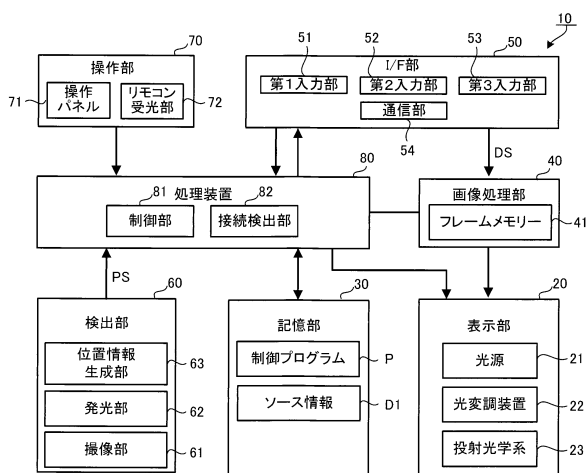 10
70
操作部
71
操作
パネル
リモコン
受光部
72
50
I/F部
51
第1入力部
52
第2入力部
53
第3入力部
通信部
54
DS
80
処理装置
81
制御部
82
接続検出部
40
画像処理部
フレームメモリー
41
PS
60
検出部
位置情報
生成部
63
発光部
62
撮像部
61
30
記憶部
制御プログラム
P
ソース情報
D1
20
表示部
光源
21
光変調装置
22
投射光学系
23